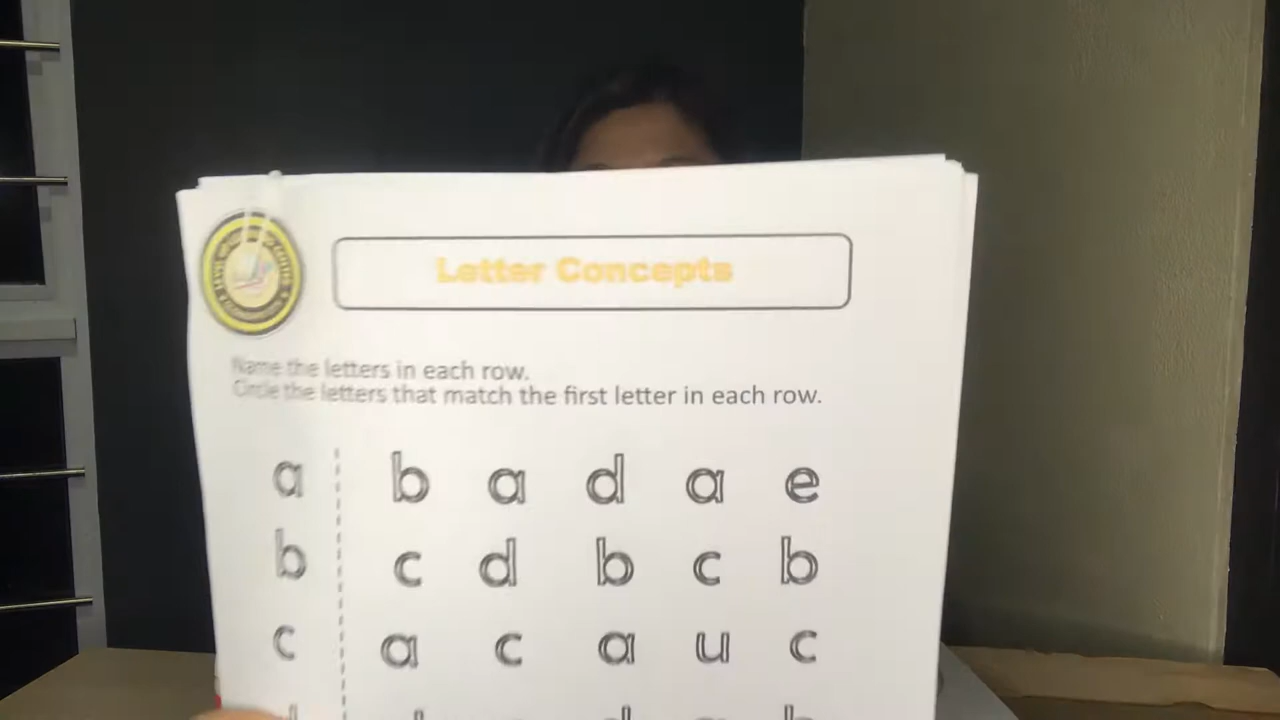 Letter Concepts
Name the letters in each row.
Circle the letters that match the first letter in each row.
a b a d a e
b c d b c b
c a c a u c